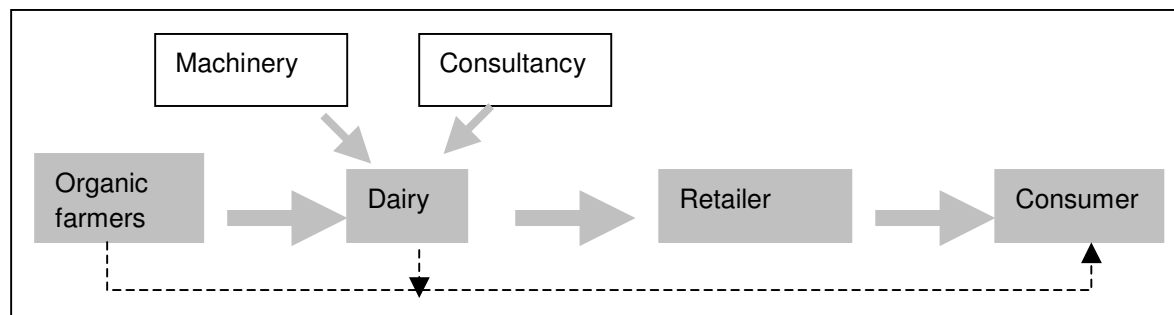 Machinery
Consultancy
Organic
farmers
Dairy
Retailer
Consumer